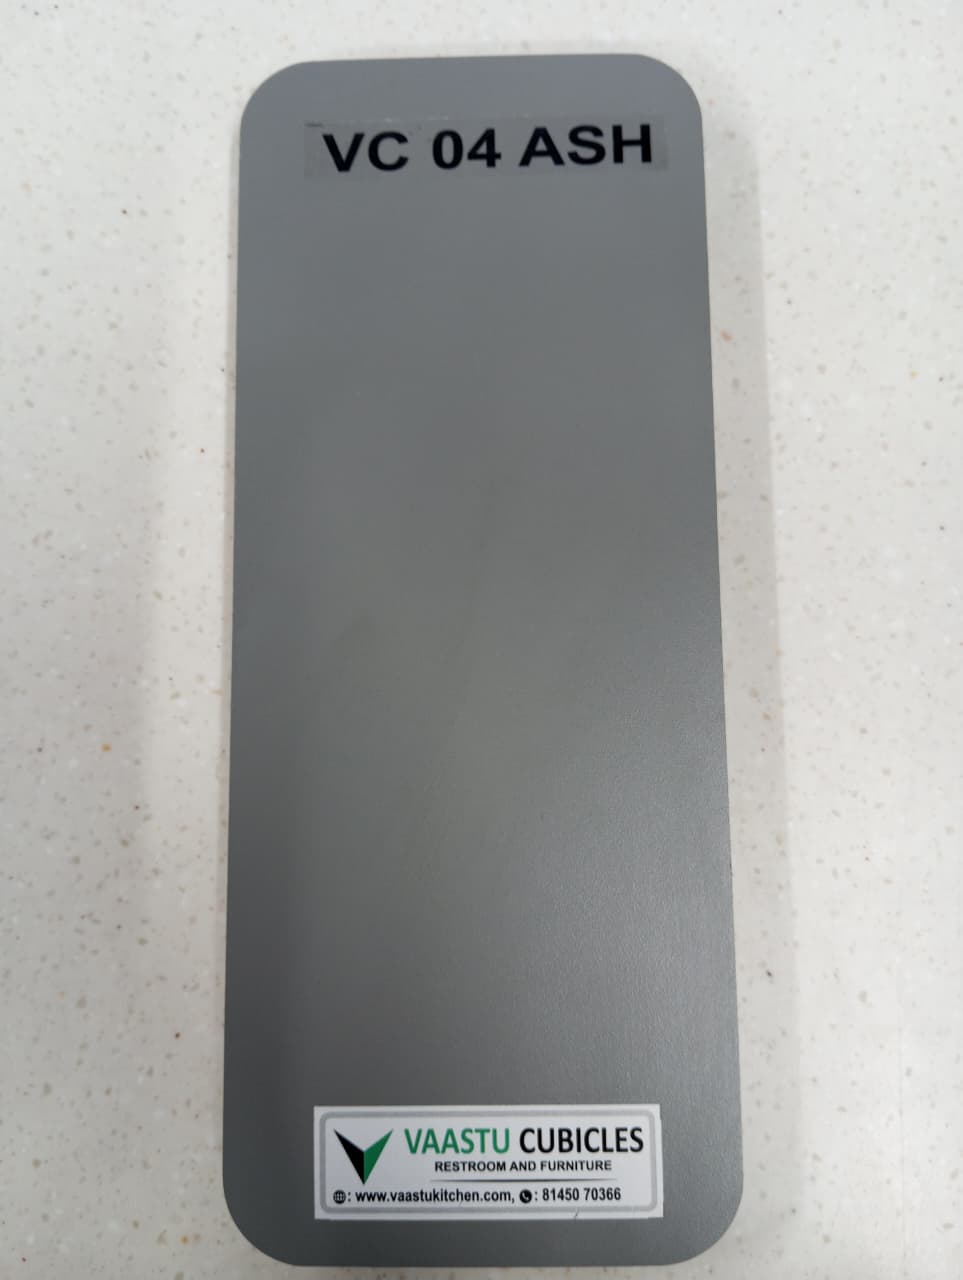 VC 04 ASH
VAASTU CUBICLES
RESTROOM AND FURNITURE
: www.vaastukitchen.com, : 81450 70366